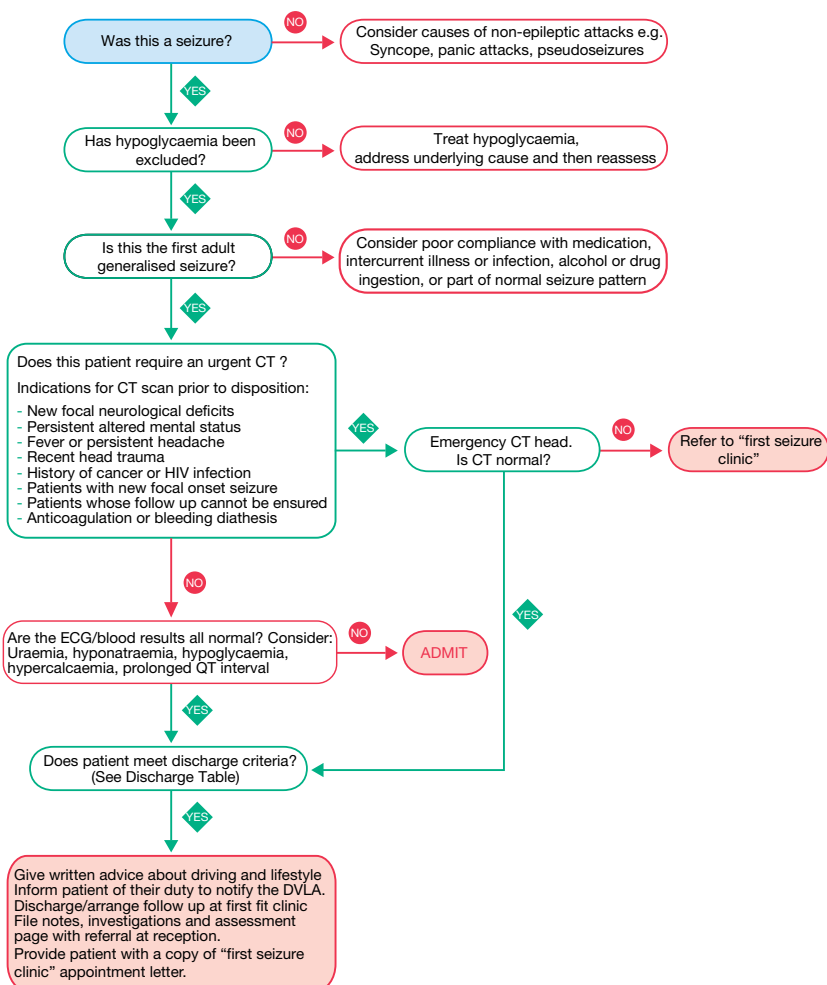 Was this a seizure?
NO
Consider causes of non-epileptic attacks e.g.
Syncope, panic attacks, pseudoseizures
YES
Has hypoglycaemia been
excluded?
NO
Treat hypoglycaemia,
address underlying cause and then reassess
YES
Is this the first adult
generalised seizure?
NO
Consider poor compliance with medication,
intercurrent illness or infection, alcohol or drug
ingestion, or part of normal seizure pattern
YES
Does this patient require an urgent CT ?
Indications for CT scan prior to disposition:
- New focal neurological deficits
- Persistent altered mental status
- Fever or persistent headache
- Recent head trauma
- History of cancer or HIV infection
- Patients with new focal onset seizure
- Patients whose follow up cannot be ensured
- Anticoagulation or bleeding diathesis
YES
Emergency CT head.
Is CT normal?
NO
Refer to “first seizure
clinic”
NO
YES
Are the ECG/blood results all normal? Consider:
Uraemia, hyponatraemia, hypoglycaemia,
hypercalcaemia, prolonged QT interval
NO
ADMIT
YES
Does patient meet discharge criteria?
(See Discharge Table)
YES
Give written advice about driving and lifestyle
Inform patient of their duty to notify the DVLA.
Discharge/arrange follow up at first fit clinic
File notes, investigations and assessment
page with referral at reception.
Provide patient with a copy of “first seizure
clinic” appointment letter.